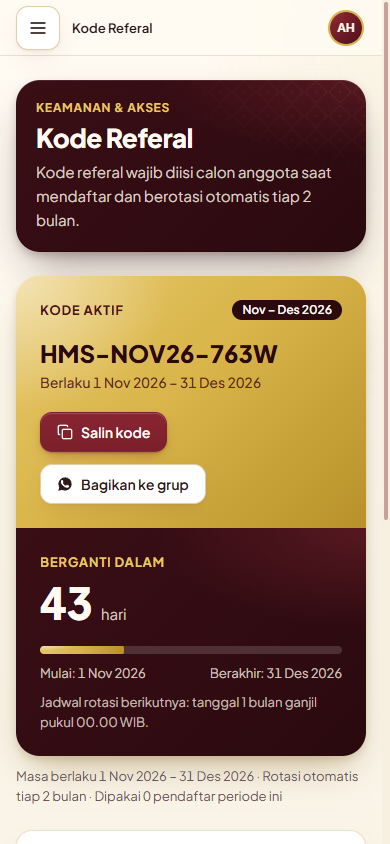 Kode Referal
AH
KEAMANAN & AKSES
Kode Referal
Kode referal wajib diisi calon anggota saat
mendaftar dan berotasi otomatis tiap 2
bulan.
KODE AKTIF
Nov – Des 2026
HMS-NOV26-763W
Berlaku 1 Nov 2026 – 31 Des 2026
Salin kode
Bagikan ke grup
BERGANTI DALAM
43 hari
Mulai: 1 Nov 2026
Berakhir: 31 Des 2026
Jadwal rotasi berikutnya: tanggal 1 bulan ganjil
pukul 00.00 WIB.
Masa berlaku 1 Nov 2026 – 31 Des 2026 · Rotasi otomatis
tiap 2 bulan · Dipakai 0 pendaftar periode ini